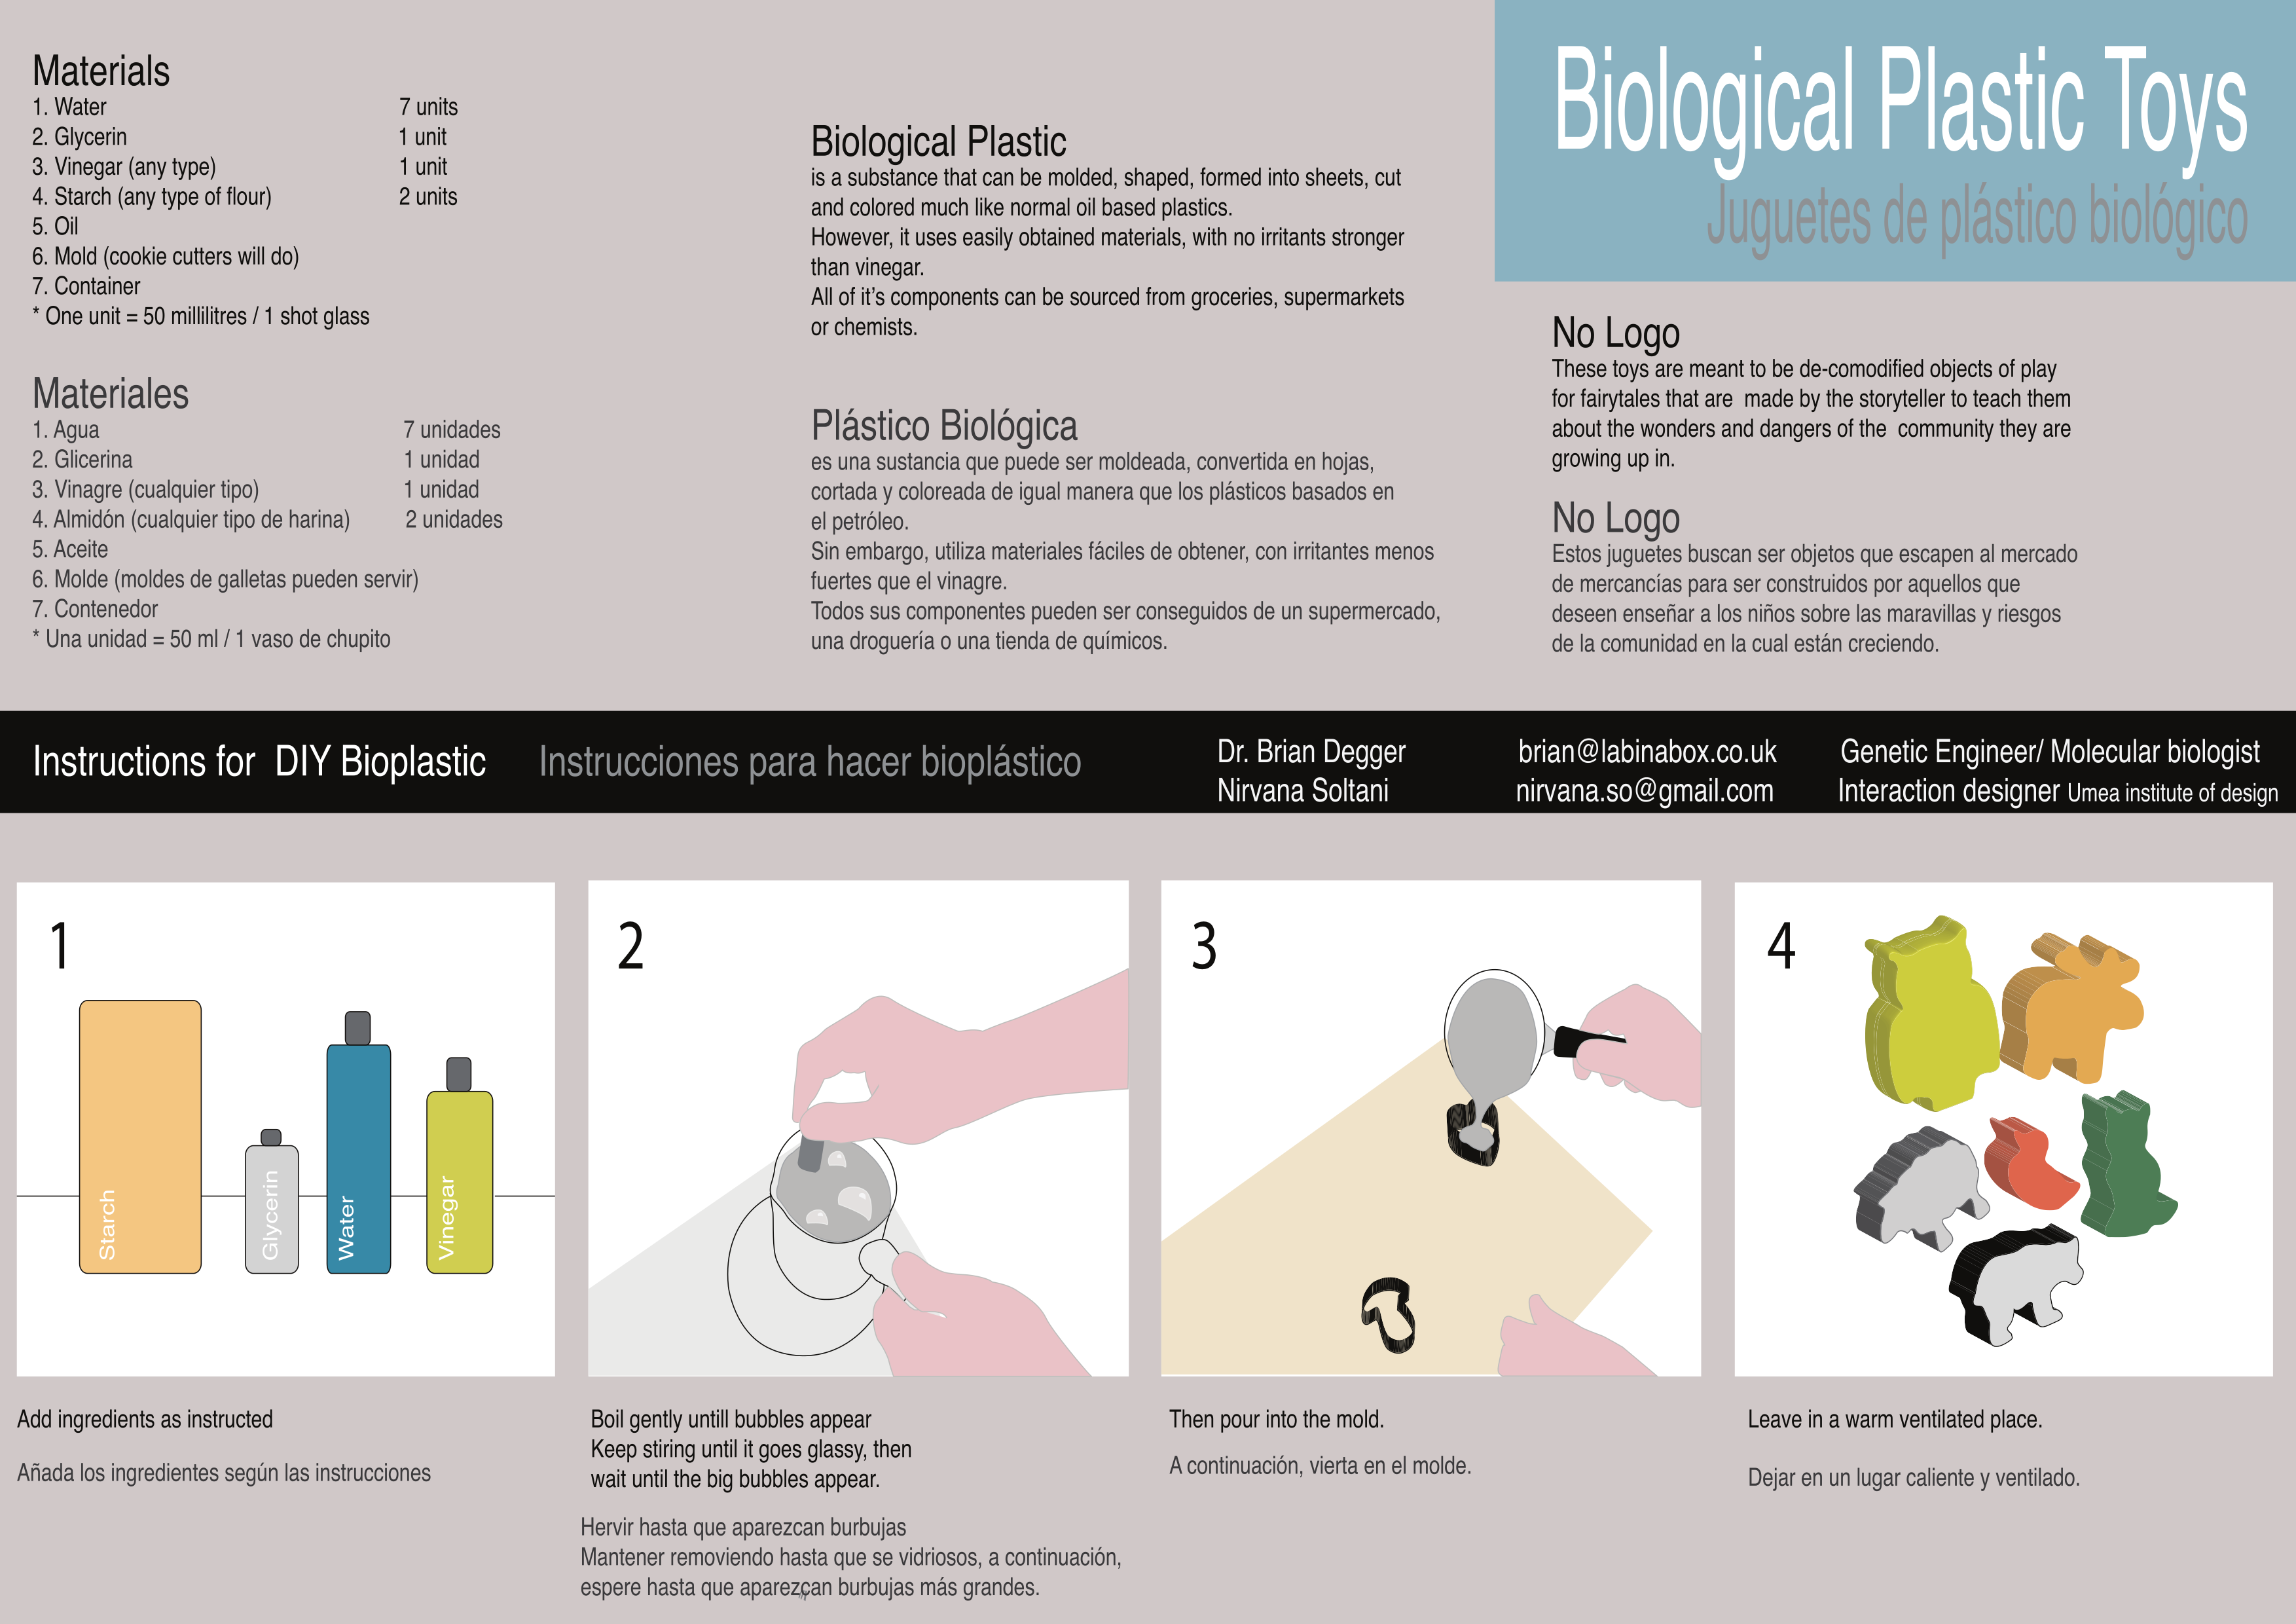 Materials
1. Water 7 units
2. Glycerin 1 unit
3. Vinegar (any type) 1 unit
4. Starch (any type of flour) 2 units
5. Oil
6. Mold (cookie cutters will do)
7. Container
* One unit = 50 millilitres / 1 shot glass
Materiales
1. Agua 7 unidades
2. Glicerina 1 unidad
3. Vinagre (cualquier tipo) 1 unidad
4. Almidón (cualquier tipo de harina) 2 unidades
5. Aceite
6. Molde (moldes de galletas pueden servir)
7. Contenedor
* Una unidad = 50 ml / 1 vaso de chupito
Biological Plastic
is a substance that can be molded, shaped, formed into sheets, cut
and colored much like normal oil based plastics.
However, it uses easily obtained materials, with no irritants stronger
than vinegar.
All of it’s components can be sourced from groceries, supermarkets
or chemists.
Plástico Biológica
es una sustancia que puede ser moldeada, convertida en hojas,
cortada y coloreada de igual manera que los plásticos basados en
el petróleo.
Sin embargo, utiliza materiales fáciles de obtener, con irritantes menos
fuertes que el vinagre.
Todos sus componentes pueden ser conseguidos de un supermercado,
una droguería o una tienda de químicos.
Biological Plastic Toys
Juguetes de plástico biológico
No Logo
These toys are meant to be de-comodified objects of play
for fairytales that are made by the storyteller to teach them
about the wonders and dangers of the community they are
growing up in.
No Logo
Estos juguetes buscan ser objetos que escapen al mercado
de mercancías para ser construidos por aquellos que
deseen enseñar a los niños sobre las maravillas y riesgos
de la comunidad en la cual están creciendo.
Instructions for DIY Bioplastic Instrucciones para hacer bioplástico
Dr. Brian Degger brian@labinabox.co.uk Genetic Engineer/ Molecular biologist
Nirvana Soltani nirvana.so@gmail.com Interaction designer Umea institute of design
1
Starch
Glycerin
Water
Vinegar
Add ingredients as instructed
Añada los ingredientes según las instrucciones
2
Boil gently untill bubbles appear
Keep stiring until it goes glassy, then
wait until the big bubbles appear.
Hervir hasta que aparezcan burbujas
Mantener removiendo hasta que se vidriosos, a continuación,
espere hasta que aparezcan burbujas más grandes.
3
Then pour into the mold.
A continuación, vierta en el molde.
4
Leave in a warm ventilated place.
Dejar en un lugar caliente y ventilado.